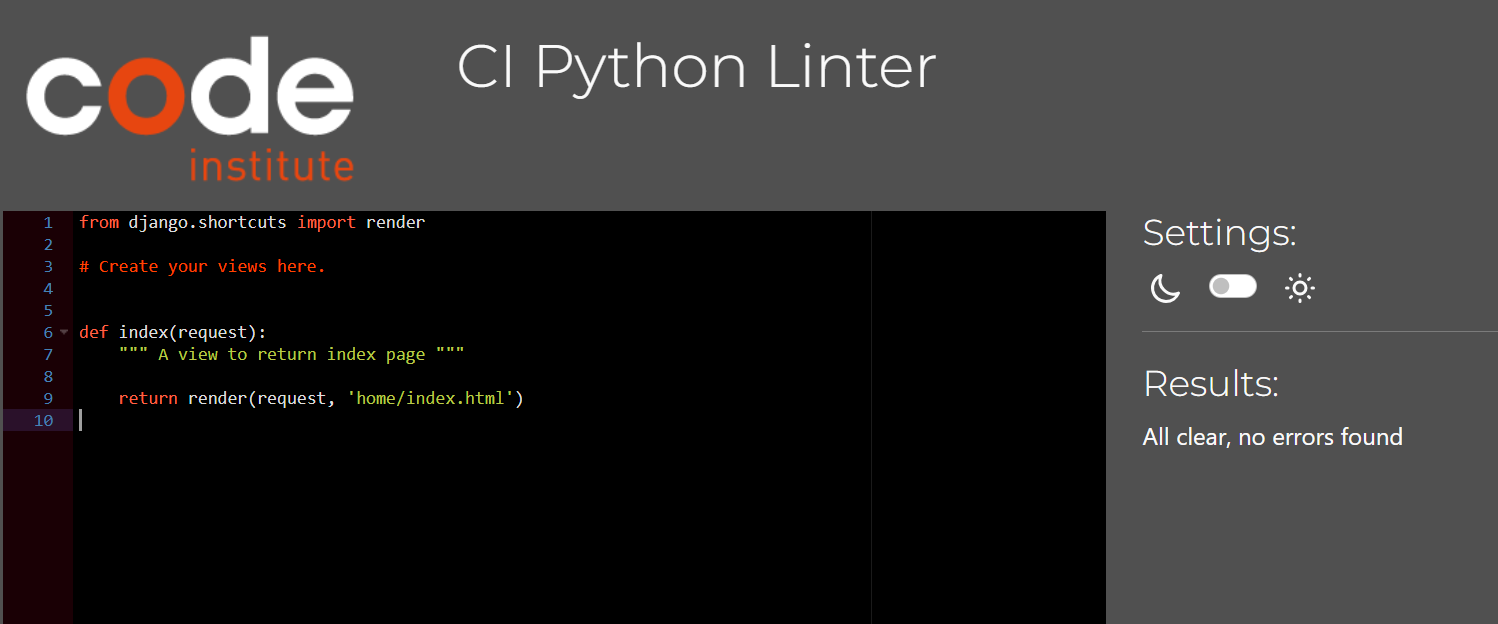 code
institute
CI Python Linter
1 from django.shortcuts import render
2
3 # Create your views here.
4
5
6 def index(request):
7     """ A view to return index page """
8
9     return render(request, 'home/index.html')
10
Settings:
Results:
All clear, no errors found